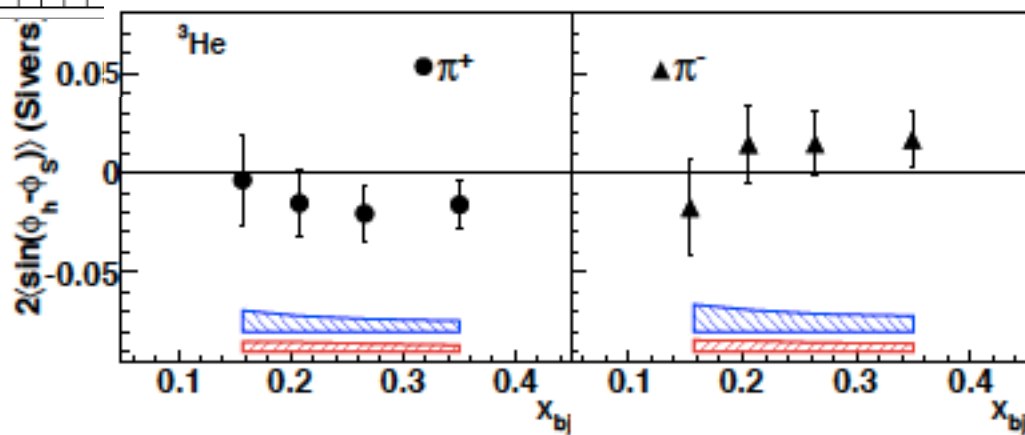 2⟨sin(ϕh-ϕS)⟩ (Sivers)
³He
π⁺
π⁻
0.05
0
-0.05
0.1 0.2 0.3 0.4 0.1 0.2 0.3 0.4
xbj xbj